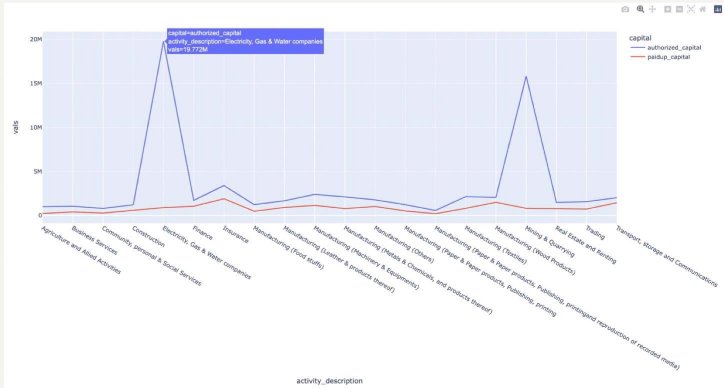 capital=authorized_capital
activity_description=Electricity, Gas & Water companies
vals=19.772M
capital
authorized_capital
paidup_capital
20M
15M
10M
5M
0
vals
Agriculture and Allied Activities
Business Services
Community, personal & Social Services
Construction
Electricity, Gas & Water companies
Finance
Insurance
Manufacturing (Food stuffs)
Manufacturing (Leather & products thereof)
Manufacturing (Machinery & Equipments)
Manufacturing (Metals & Chemicals, and products thereof)
Manufacturing (Others)
Manufacturing (Paper & Paper products, Publishing, printing
Manufacturing (Paper & Paper products, Publishing, printingand reproduction of recorded media)
Manufacturing (Textiles)
Manufacturing (Wood Products)
Mining & Quarrying
Real Estate and Renting
Trading
Transport, storage and Communications
activity_description